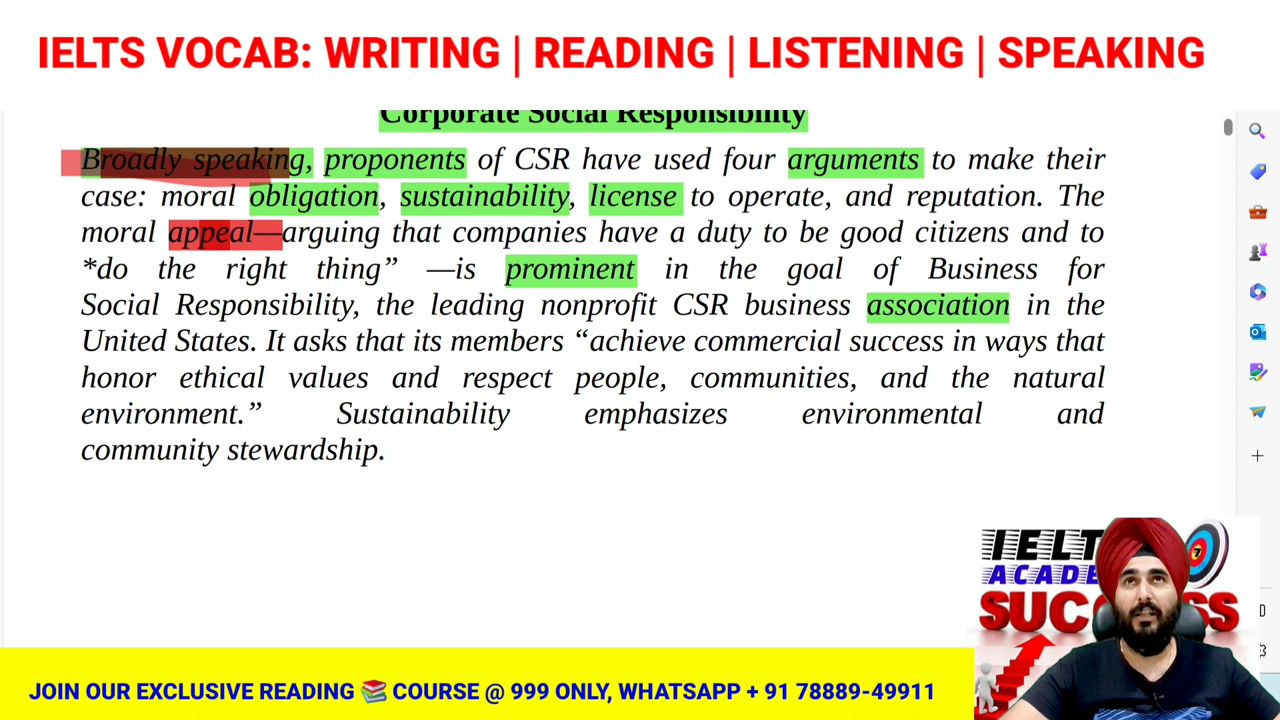 IELTS VOCAB: WRITING | READING | LISTENING | SPEAKING
Corporate Social Responsibility
Broadly speaking, proponents of CSR have used four arguments to make their
case: moral obligation, sustainability, license to operate, and reputation. The
moral appeal—arguing that companies have a duty to be good citizens and to
*do the right thing” —is prominent in the goal of Business for
Social Responsibility, the leading nonprofit CSR business association in the
United States. It asks that its members “achieve commercial success in ways that
honor ethical values and respect people, communities, and the natural
environment.” Sustainability emphasizes environmental and
community stewardship.
7
JOIN OUR EXCLUSIVE READING 📚 COURSE @ 999 ONLY, WHATSAPP + 91 78889-49911